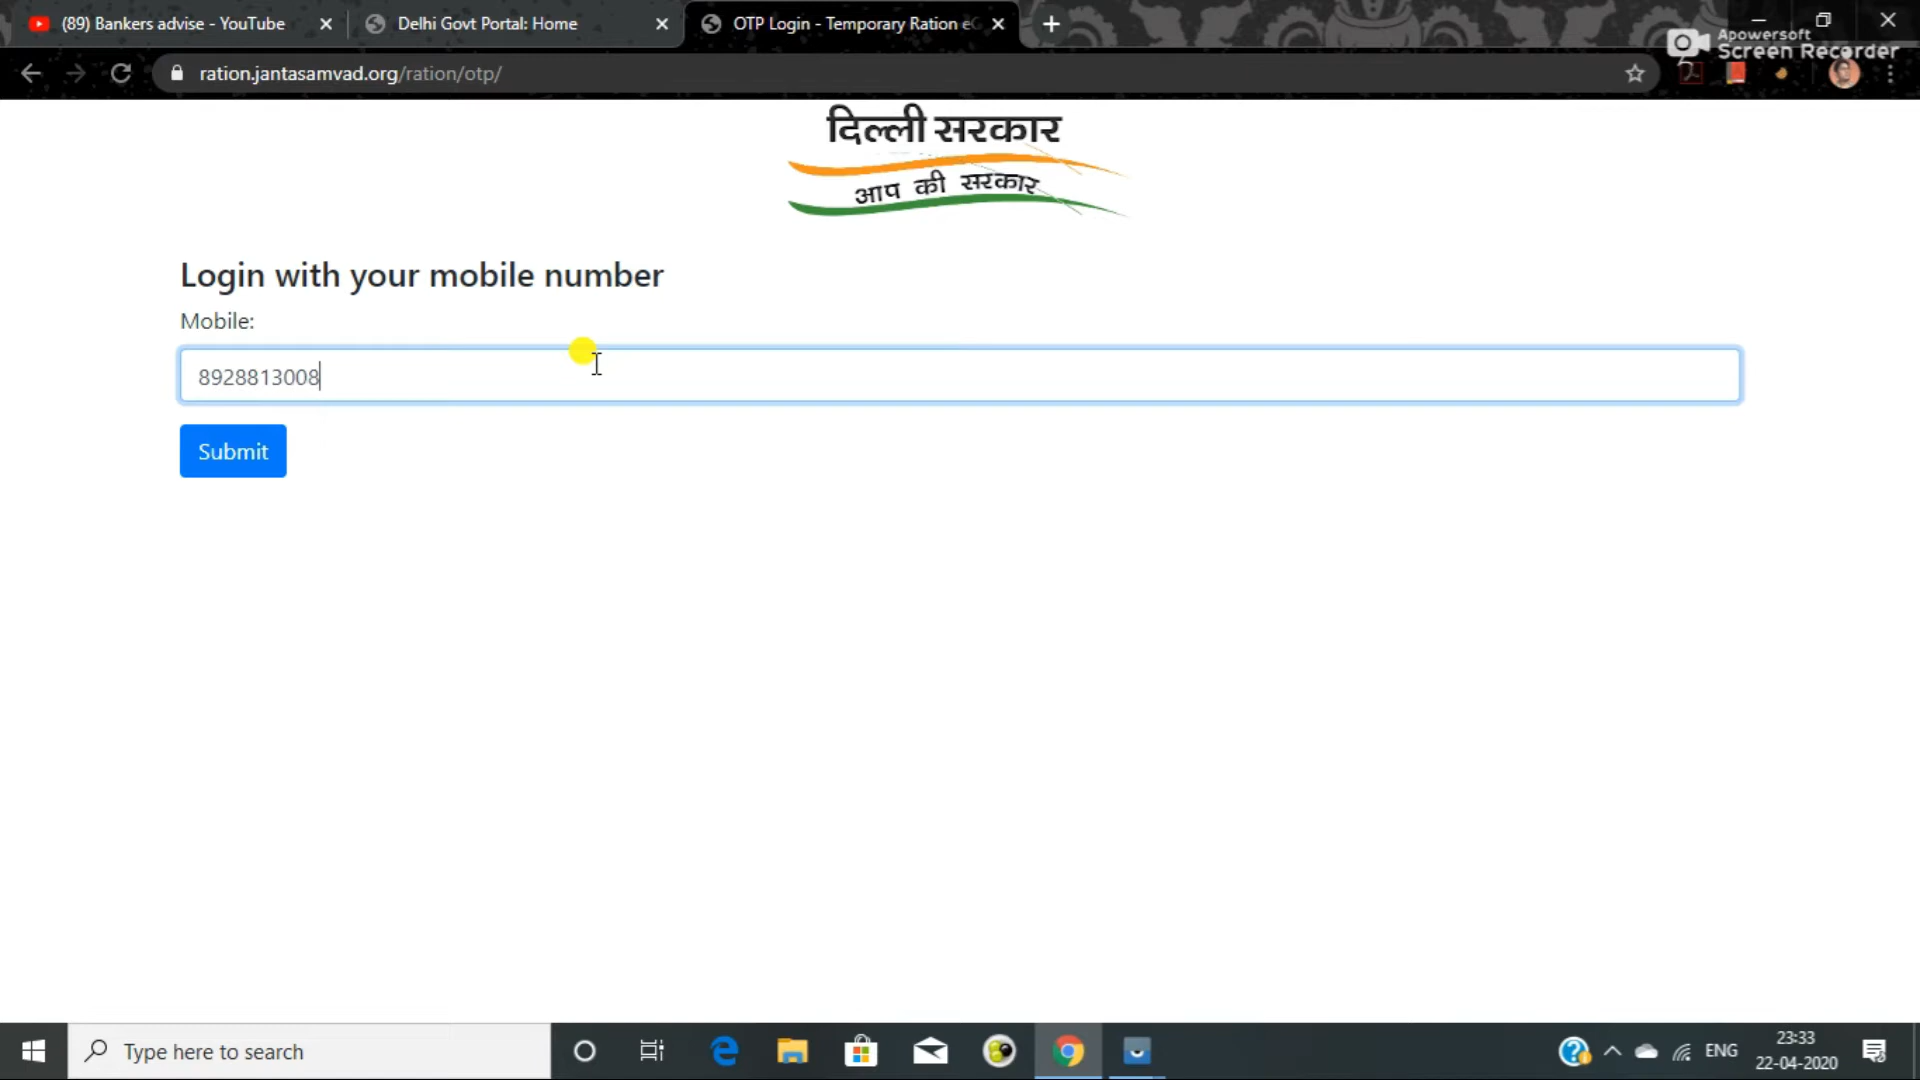 (89) Bankers advise - YouTube
Delhi Govt Portal: Home
OTP Login - Temporary Ration eC
Apowersoft
Screen Recorder
ration.jantasamvad.org/ration/otp/
दिल्ली सरकार
आप की सरकार
Login with your mobile number
Mobile:
8928813008
Submit
Type here to search
ENG
23:33
22-04-2020